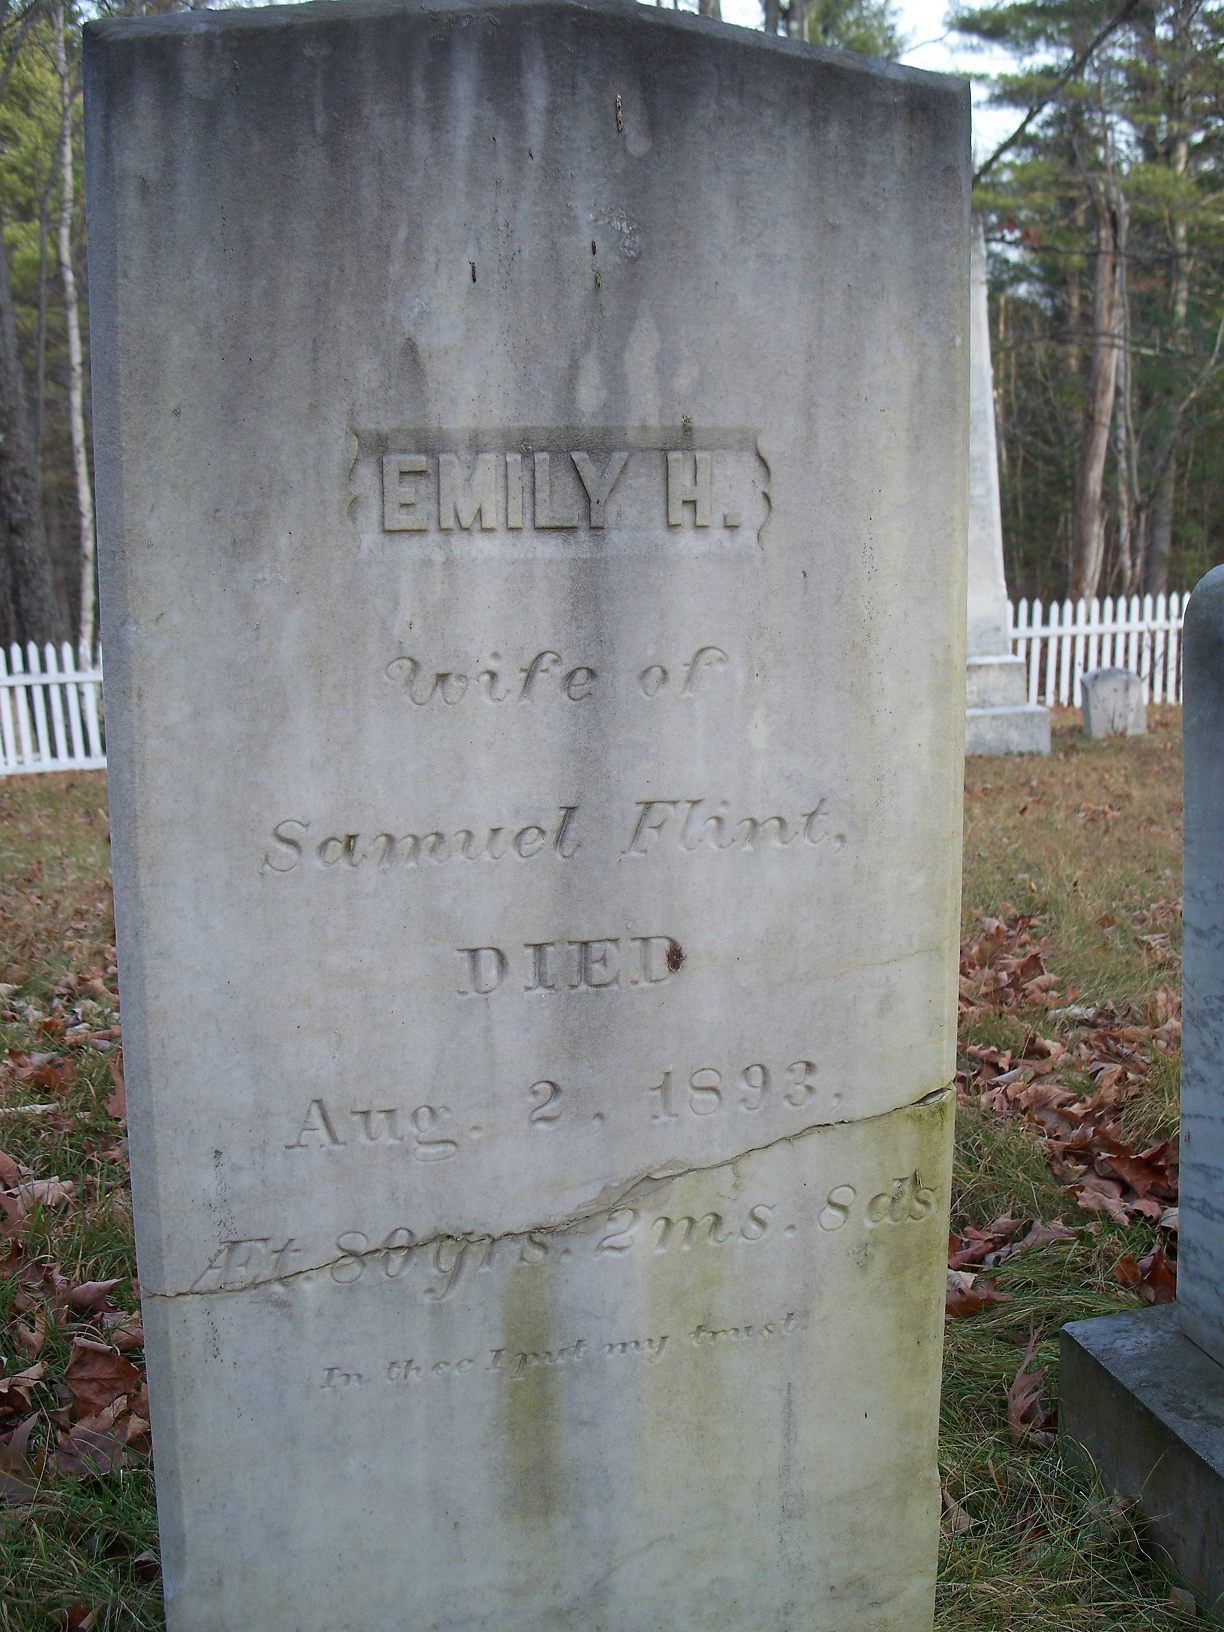 EMILY H.
wife of
Samuel Flint,
DIED
Aug. 2, 1893,
Æt. 80 yrs. 2 ms. 8 ds
In thee I put my trust.